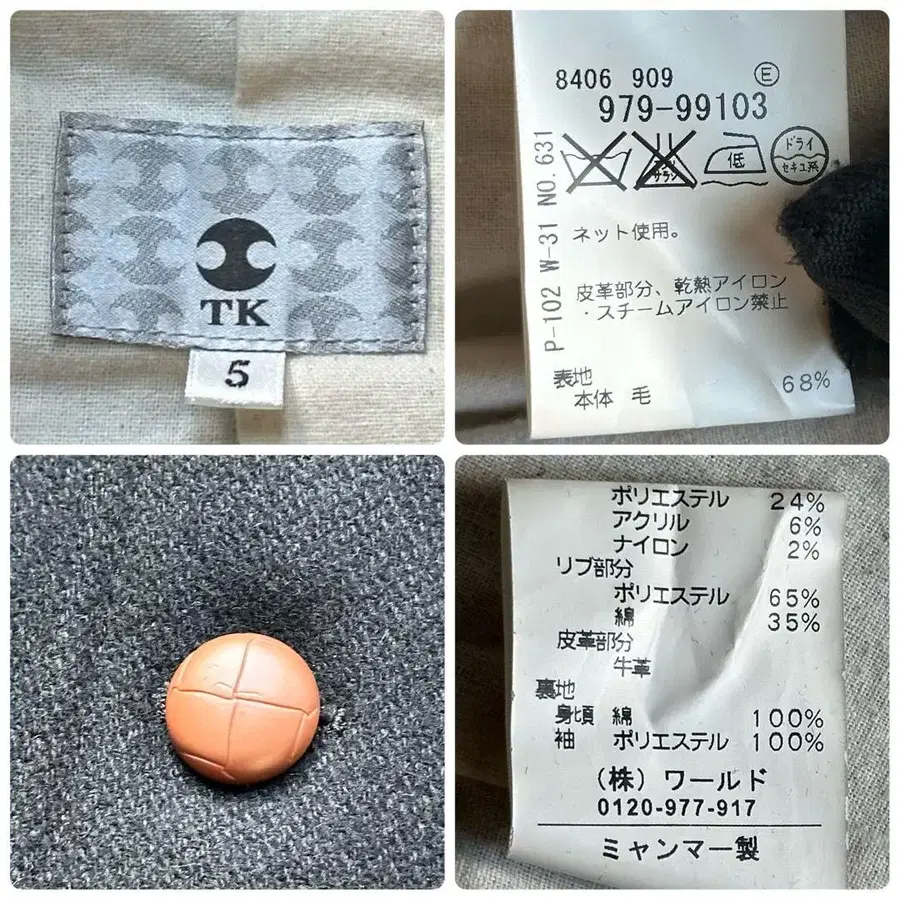 TK
5
8406 909 Ⓔ
979-99103
P-102 W-31 NO.631
低
ドライ
セキユ系
ネット使用。
皮革部分、乾熱アイロン
・スチームアイロン禁止
表地
本体 毛 68%
ポリエステル 24%
アクリル 6%
ナイロン 2%
リブ部分
ポリエステル 65%
綿 35%
皮革部分
牛革
裏地
身頃 綿 100%
袖 ポリエステル 100%
(株)ワールド
0120-977-917
ミャンマー製